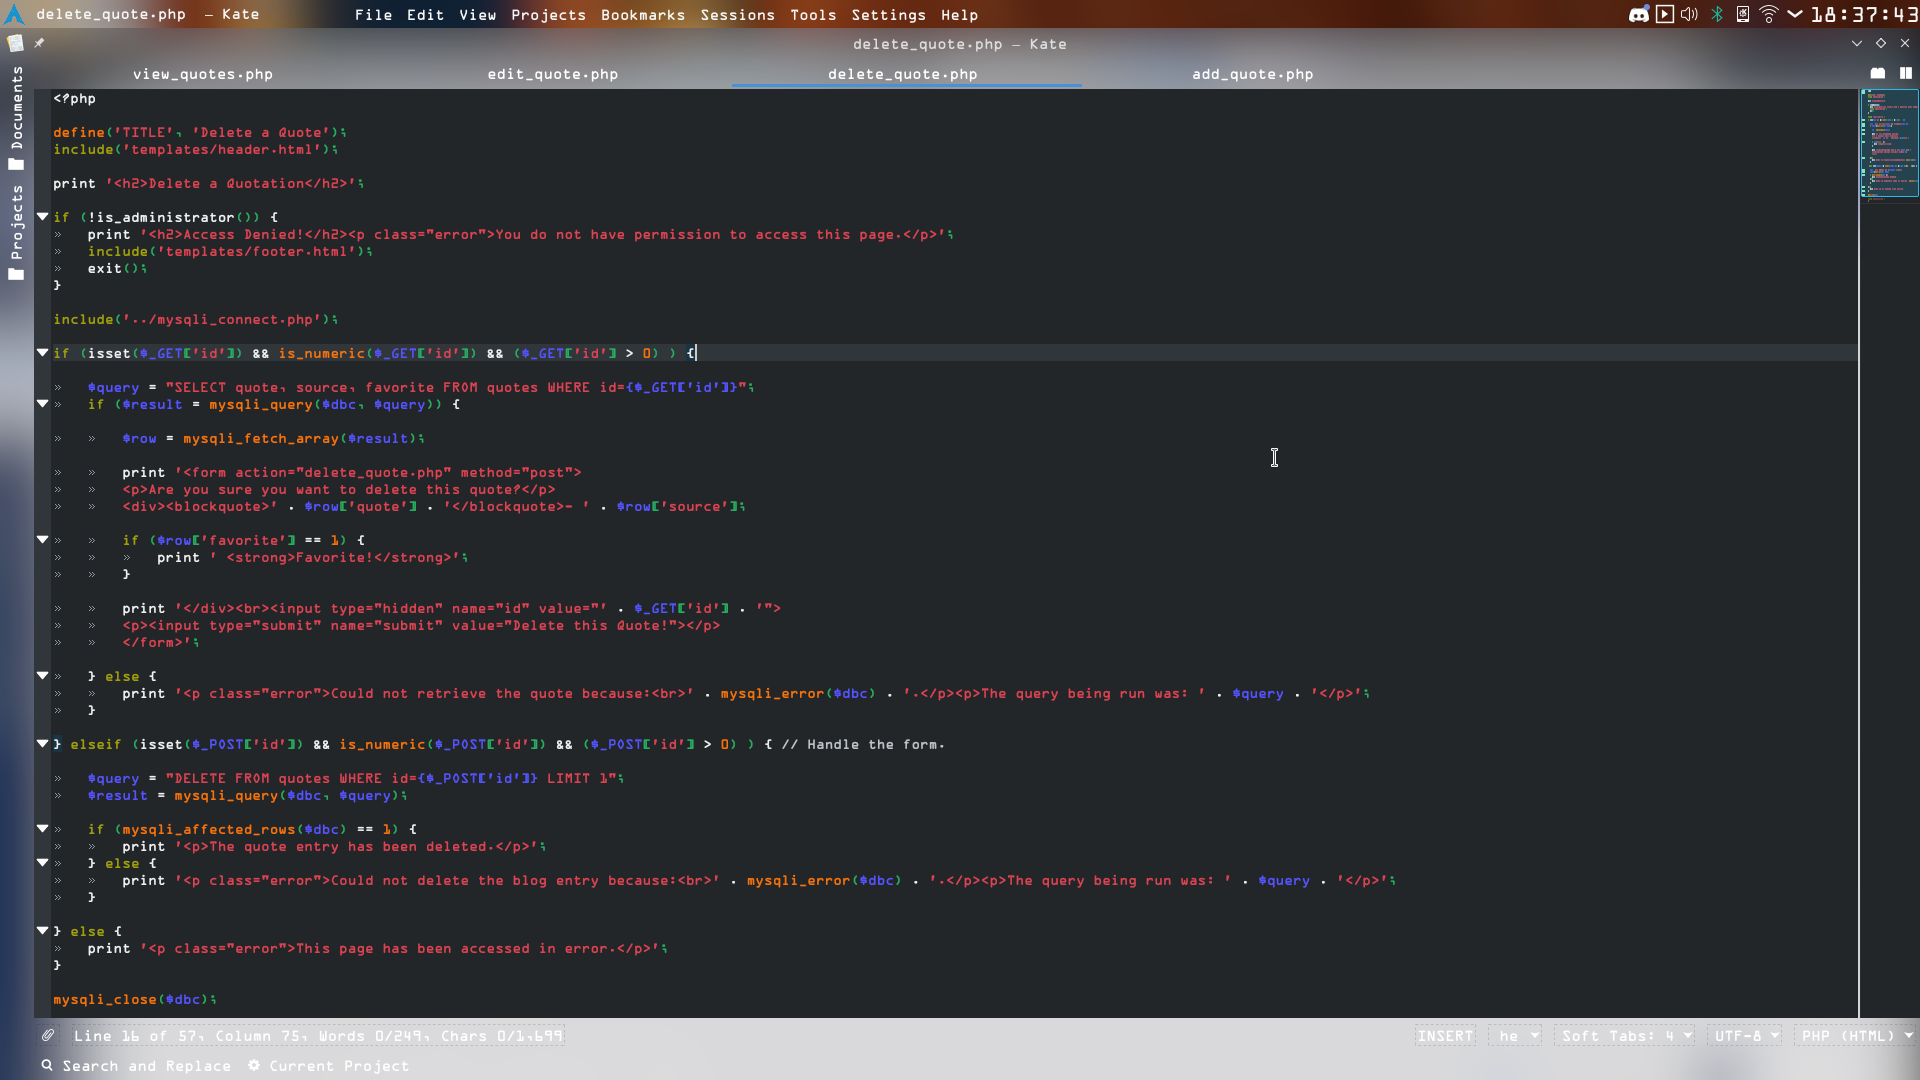 delete_quote.php — Kate File Edit View Projects Bookmarks Sessions Tools Settings Help 18:37:43
delete_quote.php — Kate
view_quotes.php edit_quote.php delete_quote.php add_quote.php
Documents
Projects
<?php
define('TITLE', 'Delete a Quote');
include('templates/header.html');
print '<h2>Delete a Quotation</h2>';
if (!is_administrator()) {
» print '<h2>Access Denied!</h2><p class="error">You do not have permission to access this page.</p>';
» include('templates/footer.html');
» exit();
}
include('../mysqli_connect.php');
if (isset($_GET['id']) && is_numeric($_GET['id']) && ($_GET['id'] > 0) ) {
» $query = "SELECT quote, source, favorite FROM quotes WHERE id={$_GET['id']}";
» if ($result = mysqli_query($dbc, $query)) {
» » $row = mysqli_fetch_array($result);
» » print '<form action="delete_quote.php" method="post">
» » <p>Are you sure you want to delete this quote?</p>
» » <div><blockquote>' . $row['quote'] . '</blockquote>- ' . $row['source'];
» » if ($row['favorite'] == 1) {
» » » print ' <strong>Favorite!</strong>';
» » }
» » print '</div><br><input type="hidden" name="id" value="' . $_GET['id'] . '">
» » <p><input type="submit" name="submit" value="Delete this Quote!"></p>
» » </form>';
» } else {
» » print '<p class="error">Could not retrieve the quote because:<br>' . mysqli_error($dbc) . '.</p><p>The query being run was: ' . $query . '</p>';
» }
} elseif (isset($_POST['id']) && is_numeric($_POST['id']) && ($_POST['id'] > 0) ) { // Handle the form.
» $query = "DELETE FROM quotes WHERE id={$_POST['id']} LIMIT 1";
» $result = mysqli_query($dbc, $query);
» if (mysqli_affected_rows($dbc) == 1) {
» » print '<p>The quote entry has been deleted.</p>';
» } else {
» » print '<p class="error">Could not delete the blog entry because:<br>' . mysqli_error($dbc) . '.</p><p>The query being run was: ' . $query . '</p>';
» }
} else {
» print '<p class="error">This page has been accessed in error.</p>';
}
mysqli_close($dbc);
Line 16 of 57, Column 75, Words 0/249, Chars 0/1,699 INSERT he Soft Tabs: 4 UTF-8 PHP (HTML)
Search and Replace Current Project